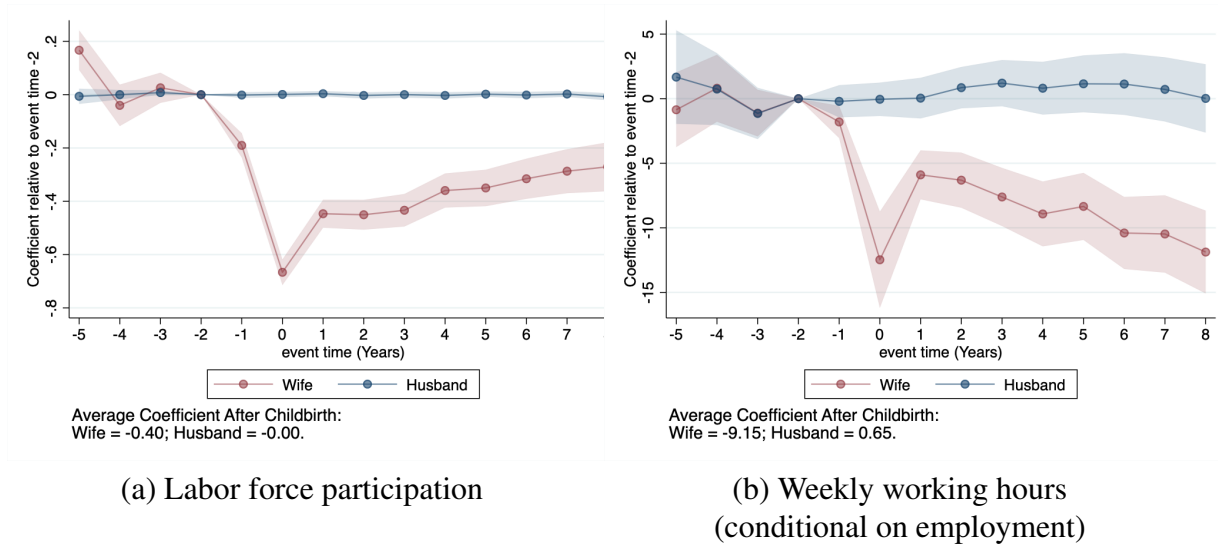 Coefficient relative to event time -2
.2
0
-.2
-.4
-.6
-.8
-5 -4 -3 -2 -1 0 1 2 3 4 5 6 7
event time (Years)
Wife Husband
Average Coefficient After Childbirth:
Wife = -0.40; Husband = -0.00.
(a) Labor force participation
Coefficient relative to event time -2
5
0
-5
-10
-15
-5 -4 -3 -2 -1 0 1 2 3 4 5 6 7 8
event time (Years)
Wife Husband
Average Coefficient After Childbirth:
Wife = -9.15; Husband = 0.65.
(b) Weekly working hours
(conditional on employment)